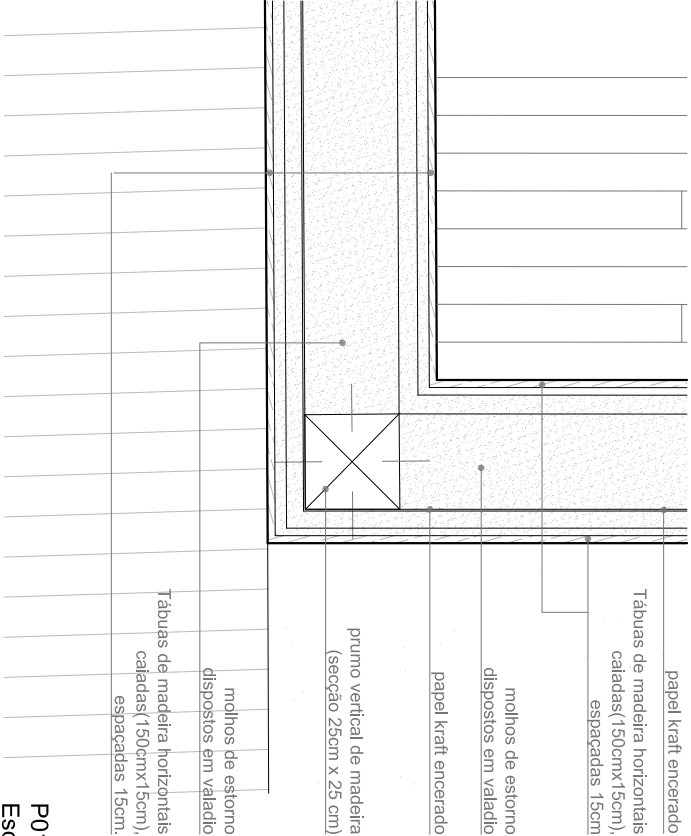 papel kraft encerado
Tábuas de madeira horizontais
caiadas(150cmx15cm),
espaçadas 15cm
molhos de estorno
dispostos em valadio
papel kraft encerado
prumo vertical de madeira
(secção 25cm x 25 cm)
molhos de estorno
dispostos em valadio
Tábuas de madeira horizontais
caiadas(150cmx15cm),
espaçadas 15cm.